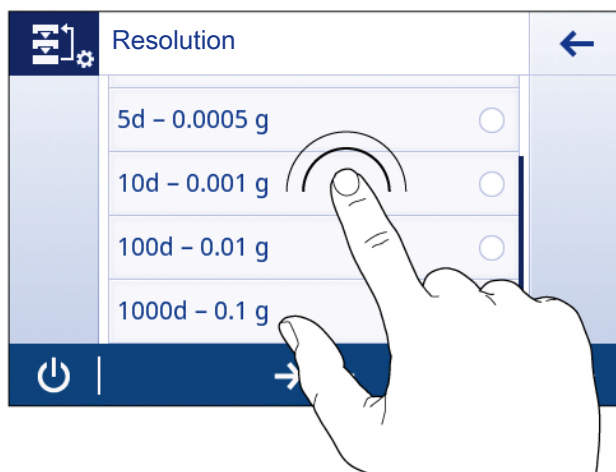 Resolution
5d – 0.0005 g
10d – 0.001 g
100d – 0.01 g
1000d – 0.1 g